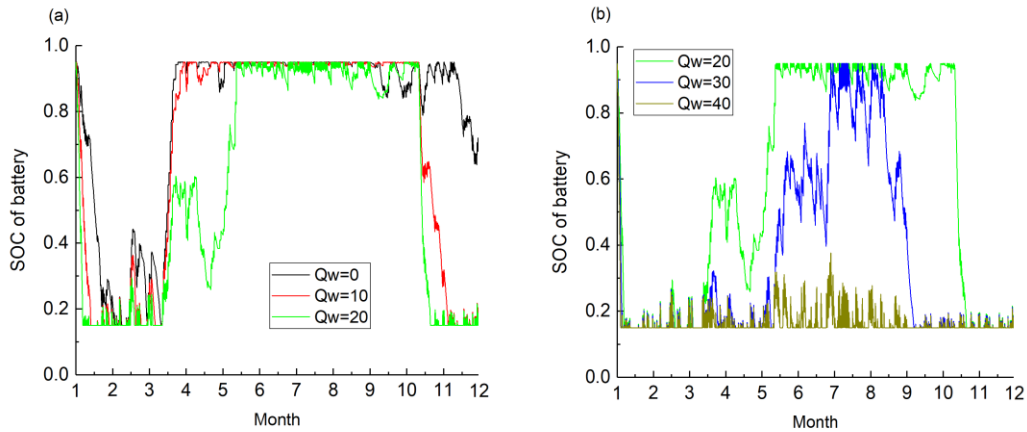 (a)
1.0
0.8
0.6
0.4
0.2
0.0
SOC of battery
Qw=0
Qw=10
Qw=20
1 2 3 4 5 6 7 8 9 10 11 12
Month
(b)
1.0
0.8
0.6
0.4
0.2
0.0
SOC of battery
Qw=20
Qw=30
Qw=40
1 2 3 4 5 6 7 8 9 10 11 12
Month